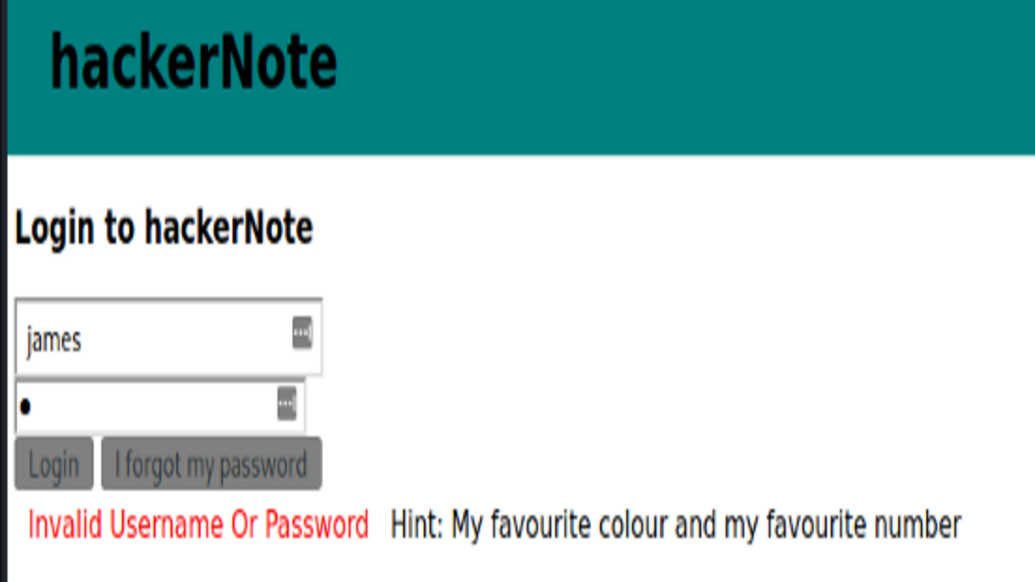 hackerNote
Login to hackerNote
james
Login I forgot my password
Invalid Username Or Password Hint: My favourite colour and my favourite number